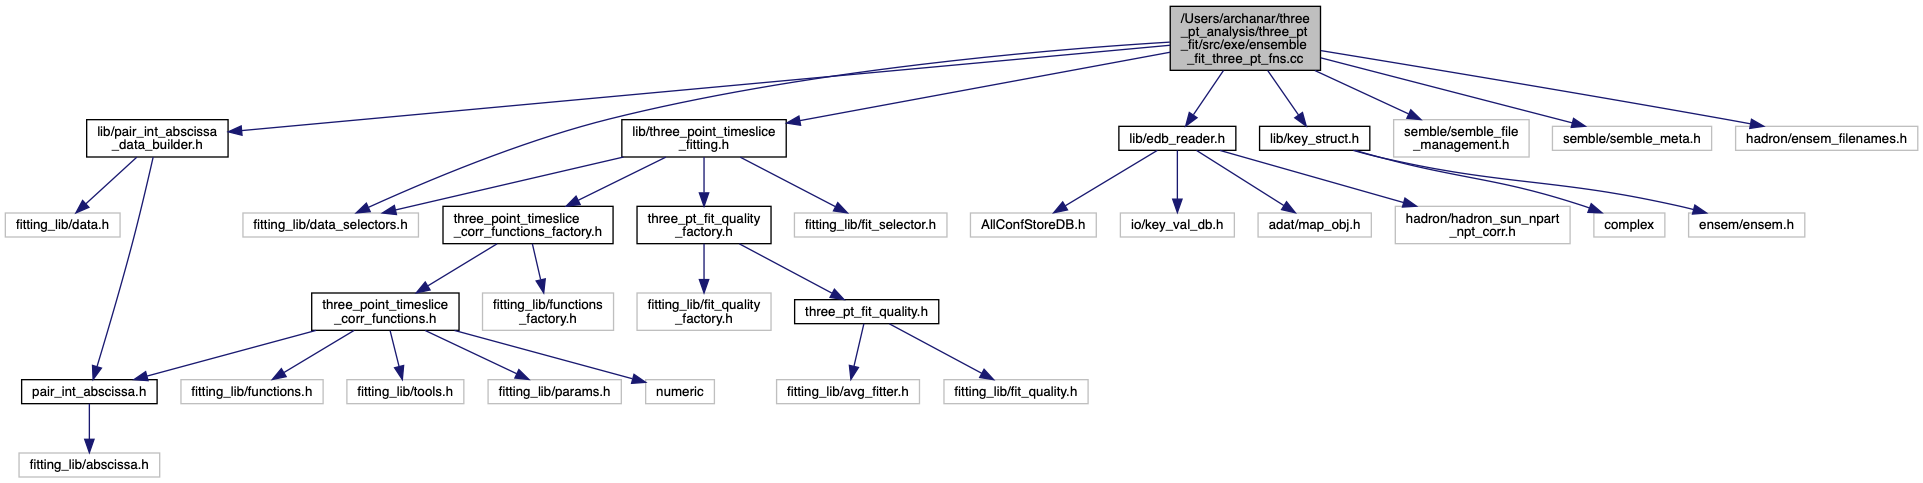 /Users/archanar/three
_pt_analysis/three_pt
_fit/src/exe/ensemble
_fit_three_pt_fns.cc
lib/pair_int_abscissa
_data_builder.h
lib/three_point_timeslice
_fitting.h
lib/edb_reader.h
lib/key_struct.h
semble/semble_file
_management.h
semble/semble_meta.h
hadron/ensem_filenames.h
fitting_lib/data.h
fitting_lib/data_selectors.h
three_point_timeslice
_corr_functions_factory.h
three_pt_fit_quality
_factory.h
fitting_lib/fit_selector.h
AllConfStoreDB.h
io/key_val_db.h
adat/map_obj.h
hadron/hadron_sun_npart
_npt_corr.h
complex
ensem/ensem.h
three_point_timeslice
_corr_functions.h
fitting_lib/functions
_factory.h
fitting_lib/fit_quality
_factory.h
three_pt_fit_quality.h
pair_int_abscissa.h
fitting_lib/functions.h
fitting_lib/tools.h
fitting_lib/params.h
numeric
fitting_lib/avg_fitter.h
fitting_lib/fit_quality.h
fitting_lib/abscissa.h